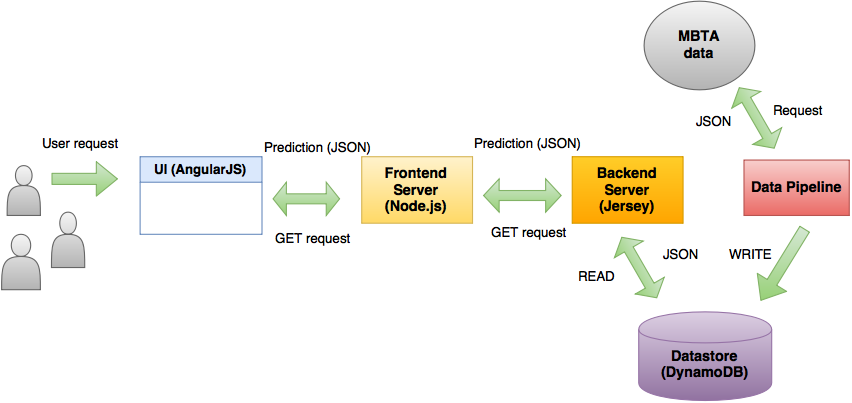 MBTA
data
JSON
Request
User request
UI (AngularJS)
Prediction (JSON)
GET request
Frontend
Server
(Node.js)
Prediction (JSON)
GET request
Backend
Server
(Jersey)
Data Pipeline
READ
JSON
WRITE
Datastore
(DynamoDB)